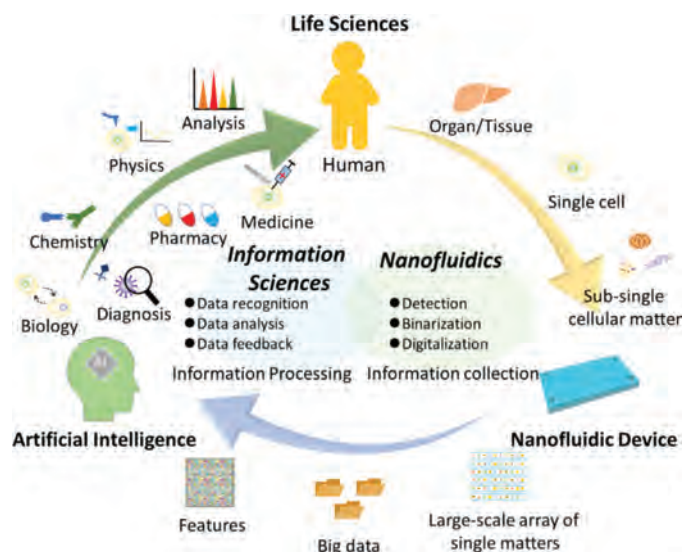 Life Sciences
Analysis
Organ/Tissue
Physics
Human
Single cell
Chemistry
Pharmacy
Medicine
Information
Sciences
Nanofluidics
Biology
Diagnosis
●Data recognition
●Data analysis
●Data feedback
●Detection
●Binarization
●Digitalization
Sub-single
cellular matter
AI
Information Processing
Information collection
Artificial Intelligence
Nanofluidic Device
Features
Big data
Large-scale array of
single matters